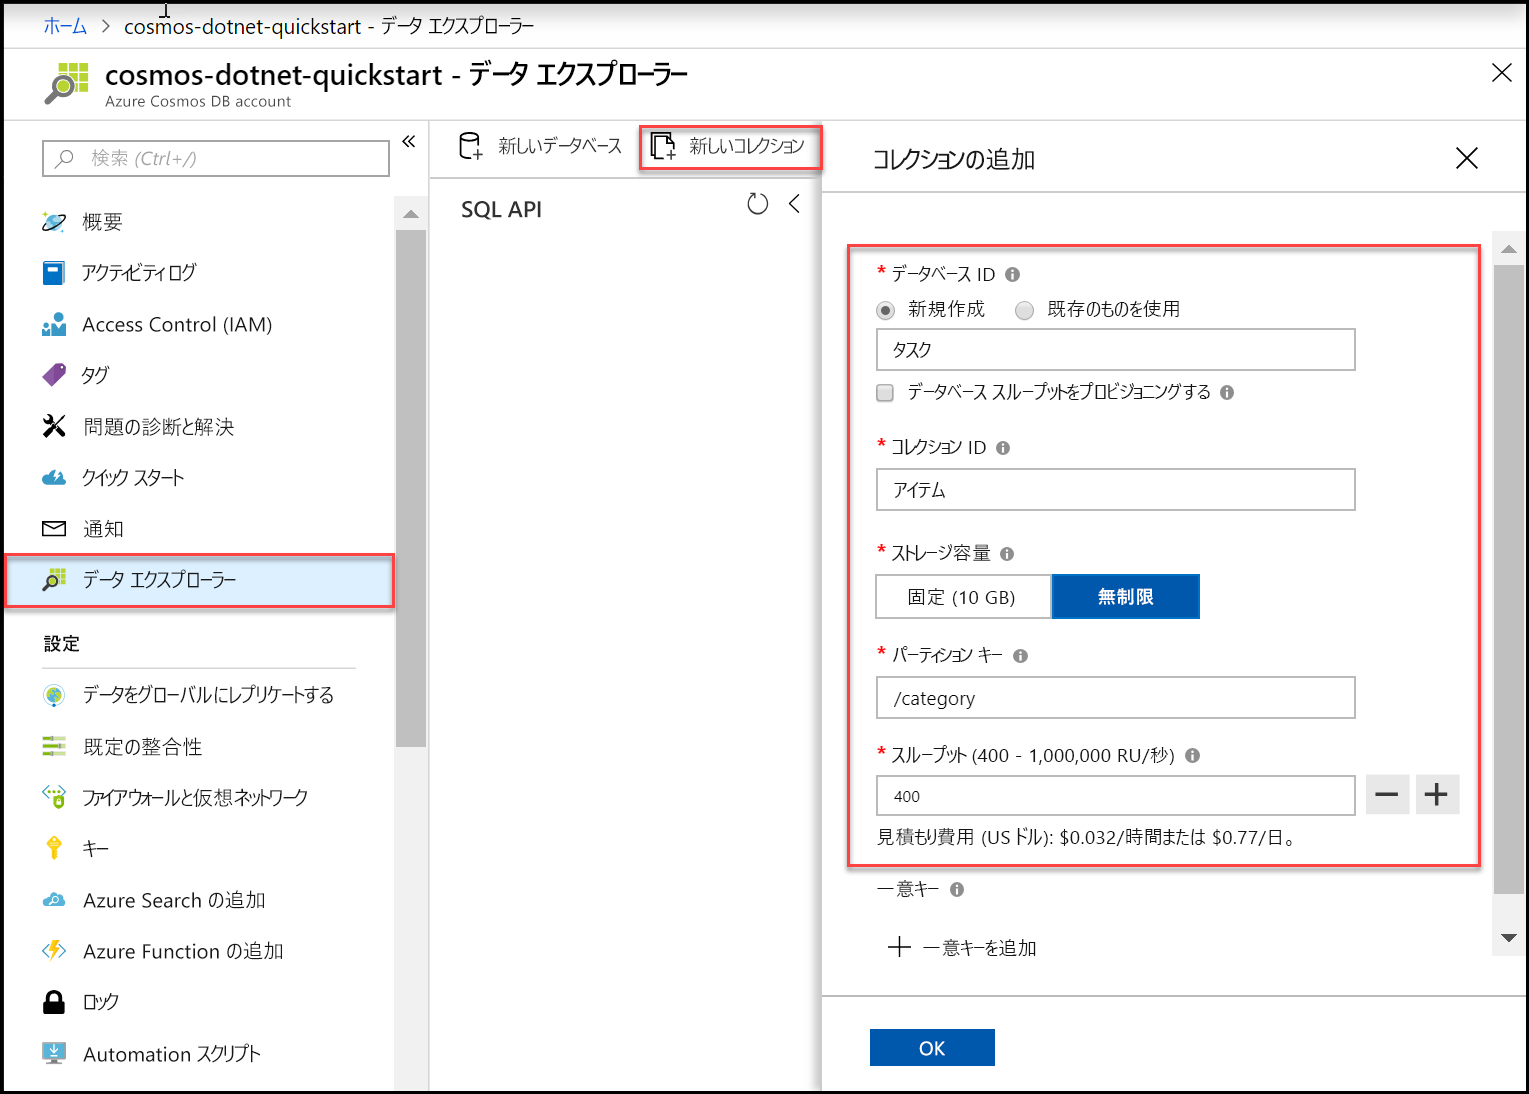 ホーム > cosmos-dotnet-quickstart - データ エクスプローラー
cosmos-dotnet-quickstart - データ エクスプローラー
Azure Cosmos DB account
検索 (Ctrl+/)
概要
アクティビティ ログ
Access Control (IAM)
タグ
問題の診断と解決
クイック スタート
通知
データ エクスプローラー
設定
データをグローバルにレプリケートする
既定の整合性
ファイアウォールと仮想ネットワーク
キー
Azure Search の追加
Azure Function の追加
ロック
Automation スクリプト
新しいデータベース
新しいコレクション
SQL API
コレクションの追加
* データベース ID
新規作成
既存のものを使用
タスク
データベース スループットをプロビジョニングする
* コレクション ID
アイテム
* ストレージ容量
固定 (10 GB)
無制限
* パーティション キー
/category
* スループット (400 - 1,000,000 RU/秒)
400
見積もり費用 (US ドル): $0.032/時間または $0.77/日。
一意キー
一意キーを追加
OK